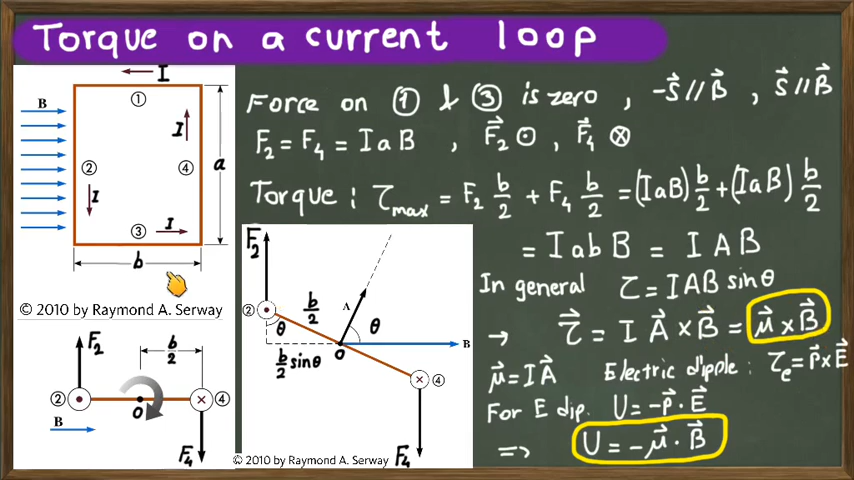 Torque on a current loop
I
B
①
I
②
④
a
I
③
I
b
© 2010 by Raymond A. Serway
F₂
b/2
②
④
O
B
F₄
F₂
②
b/2
θ
A
θ
b/2 sinθ
O
B
④
F₄
© 2010 by Raymond A. Serway
Force on ① & ③ is zero , -S⃗ // B⃗ , S⃗ // B⃗
F₂ = F₄ = I a B , F⃗₂ ⊙ , F⃗₄ ⊗
Torque : τmax = F₂ b/2 + F₄ b/2 = (IaB) b/2 + (IaB) b/2
= I ab B = I A B
In general τ = IAB sinθ
→ τ⃗ = I A⃗ × B⃗ = μ⃗ × B⃗
μ⃗ = I A⃗ Electric dipple : τe = P⃗ × E⃗
For E dip. U = -P⃗ · E⃗
=> U = -μ⃗ · B⃗